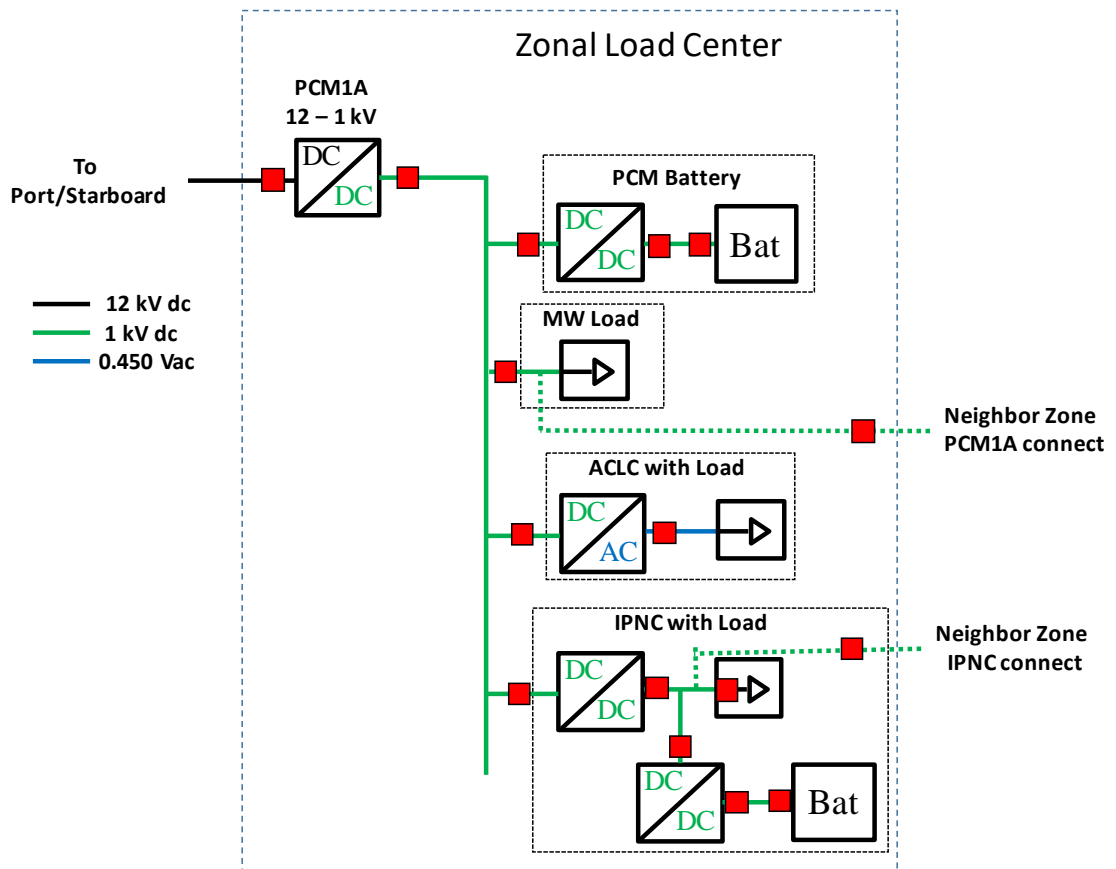 Zonal Load Center
PCM1A
12 – 1 kV
DC
DC
To
Port/Starboard
PCM Battery
DC
DC
Bat
12 kV dc
1 kV dc
0.450 Vac
MW Load
Neighbor Zone
PCM1A connect
ACLC with Load
DC
AC
IPNC with Load
Neighbor Zone
IPNC connect
DC
DC
DC
DC
Bat